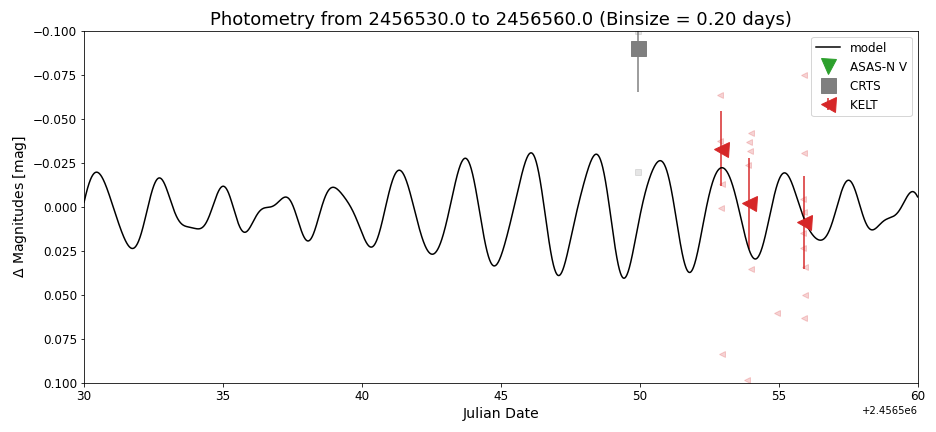 Photometry from 2456530.0 to 2456560.0 (Binsize = 0.20 days)
model
ASAS-N V
CRTS
KELT
Δ Magnitudes [mag]
−0.100
−0.075
−0.050
−0.025
0.000
0.025
0.050
0.075
0.100
30
35
40
45
50
55
60
Julian Date
+2.4565e6